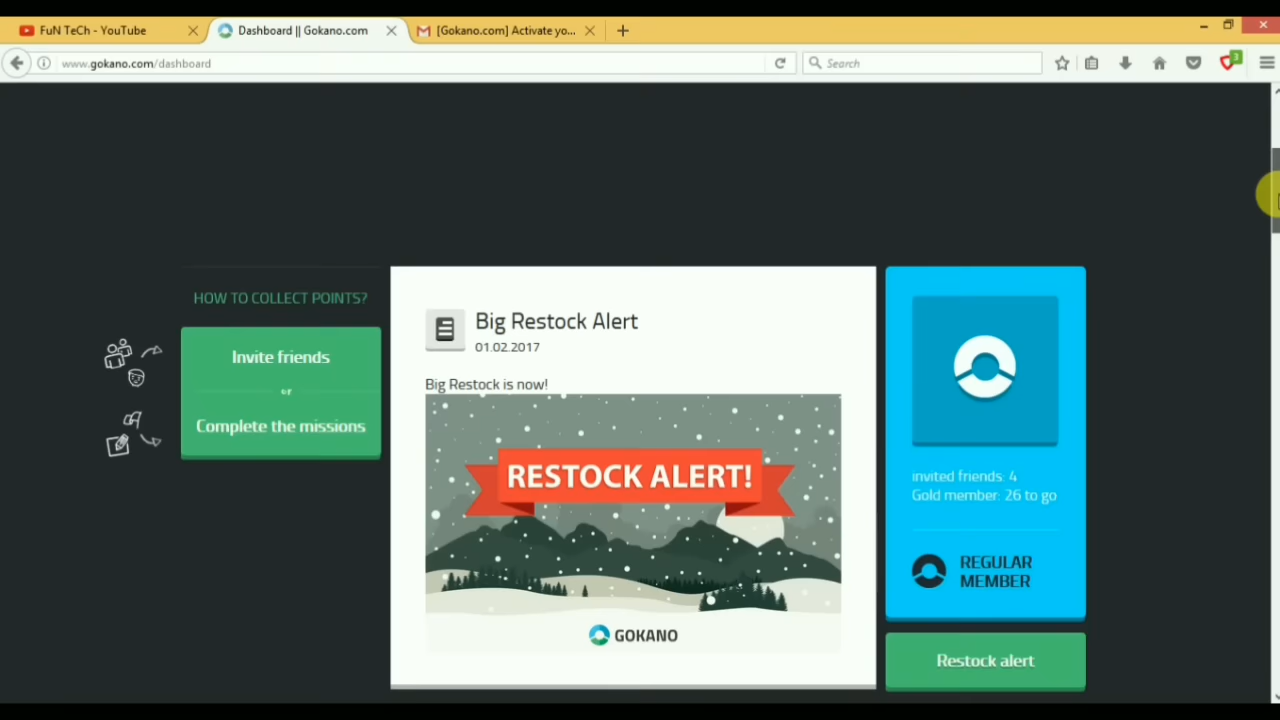 FuN TeCh - YouTube
Dashboard || Gokano.com
[Gokano.com] Activate yo...
www.gokano.com/dashboard
Search
3
HOW TO COLLECT POINTS?
Invite friends
or
Complete the missions
Big Restock Alert
01.02.2017
Big Restock is now!
RESTOCK ALERT!
GOKANO
invited friends: 4
Gold member: 26 to go
REGULAR
MEMBER
Restock alert